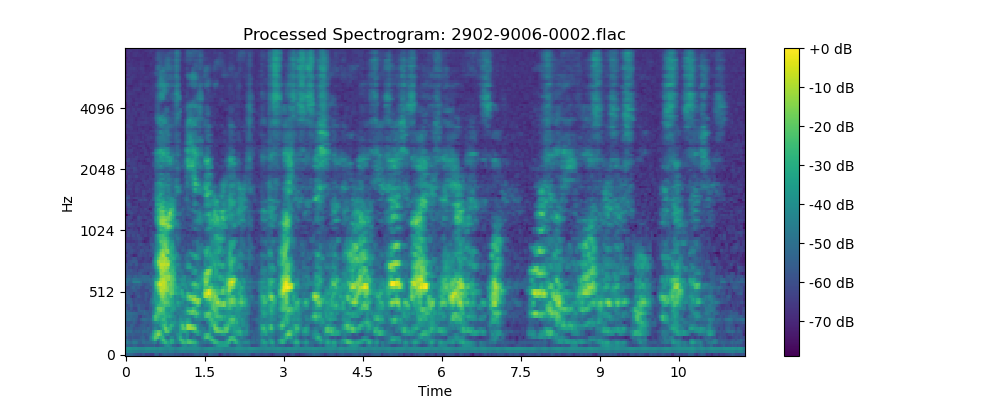 Processed Spectrogram: 2902-9006-0002.flac
+0 dB
-10 dB
-20 dB
-30 dB
-40 dB
-50 dB
-60 dB
-70 dB
4096
2048
1024
512
0
Hz
0 1.5 3 4.5 6 7.5 9 10
Time